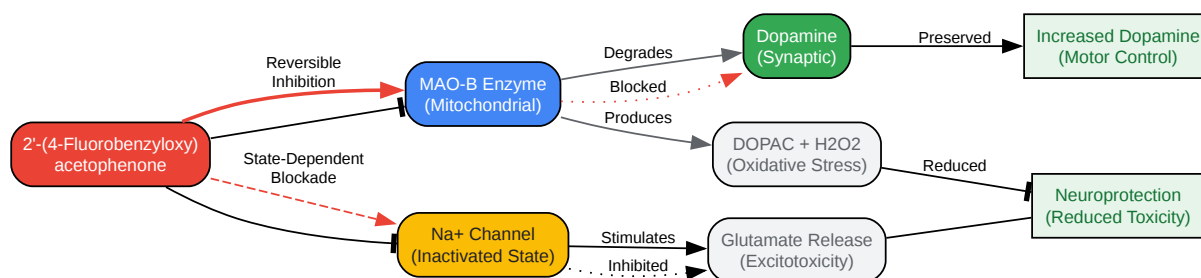 2'-(4-Fluorobenzyloxy)
acetophenone
Reversible
Inhibition
State-Dependent
Blockade
MAO-B Enzyme
(Mitochondrial)
Na+ Channel
(Inactivated State)
Degrades
Blocked
Produces
Stimulates
Inhibited
Dopamine
(Synaptic)
DOPAC + H2O2
(Oxidative Stress)
Glutamate Release
(Excitotoxicity)
Preserved
Reduced
Increased Dopamine
(Motor Control)
Neuroprotection
(Reduced Toxicity)